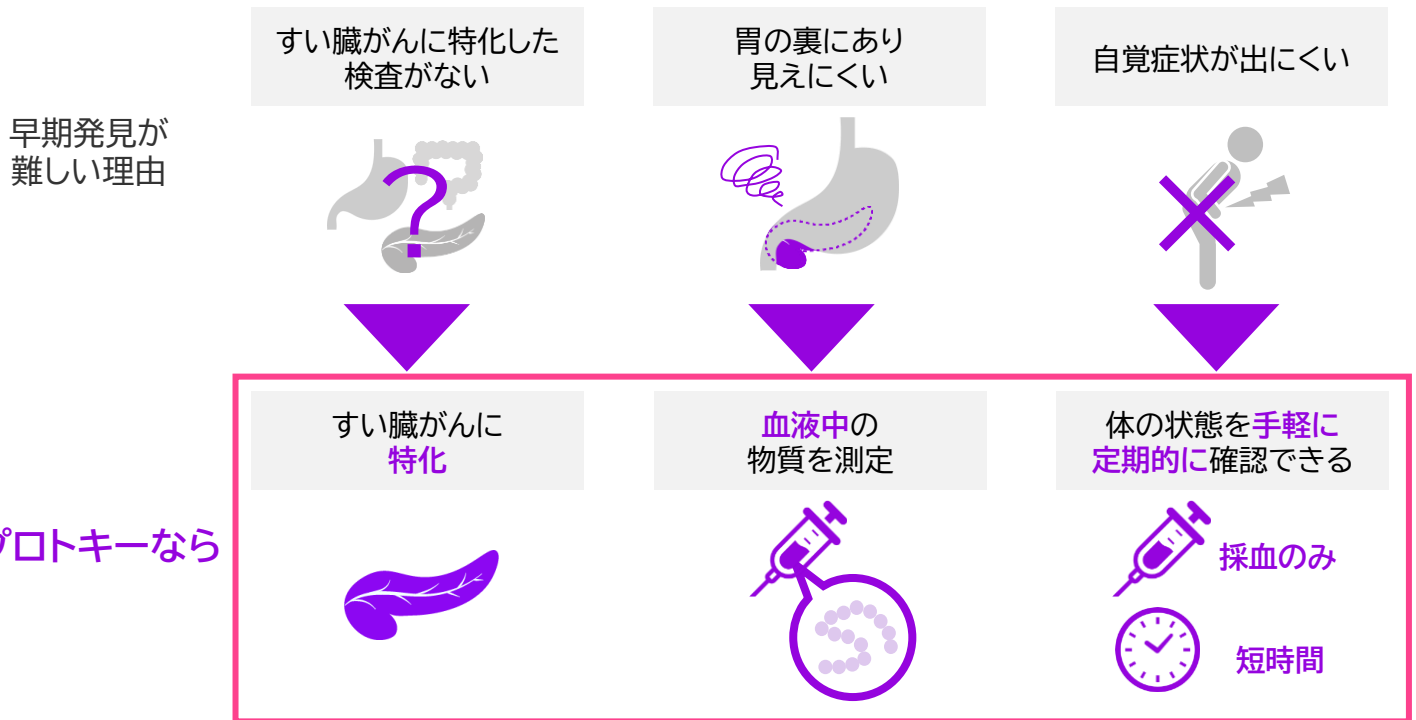 すい臓がんに特化した
検査がない
胃の裏にあり
見えにくい
自覚症状が出にくい
早期発見が
難しい理由
?
すい臓がんに
特化
血液中の
物質を測定
体の状態を手軽に
定期的に確認できる
プロトキーなら
採血のみ
短時間